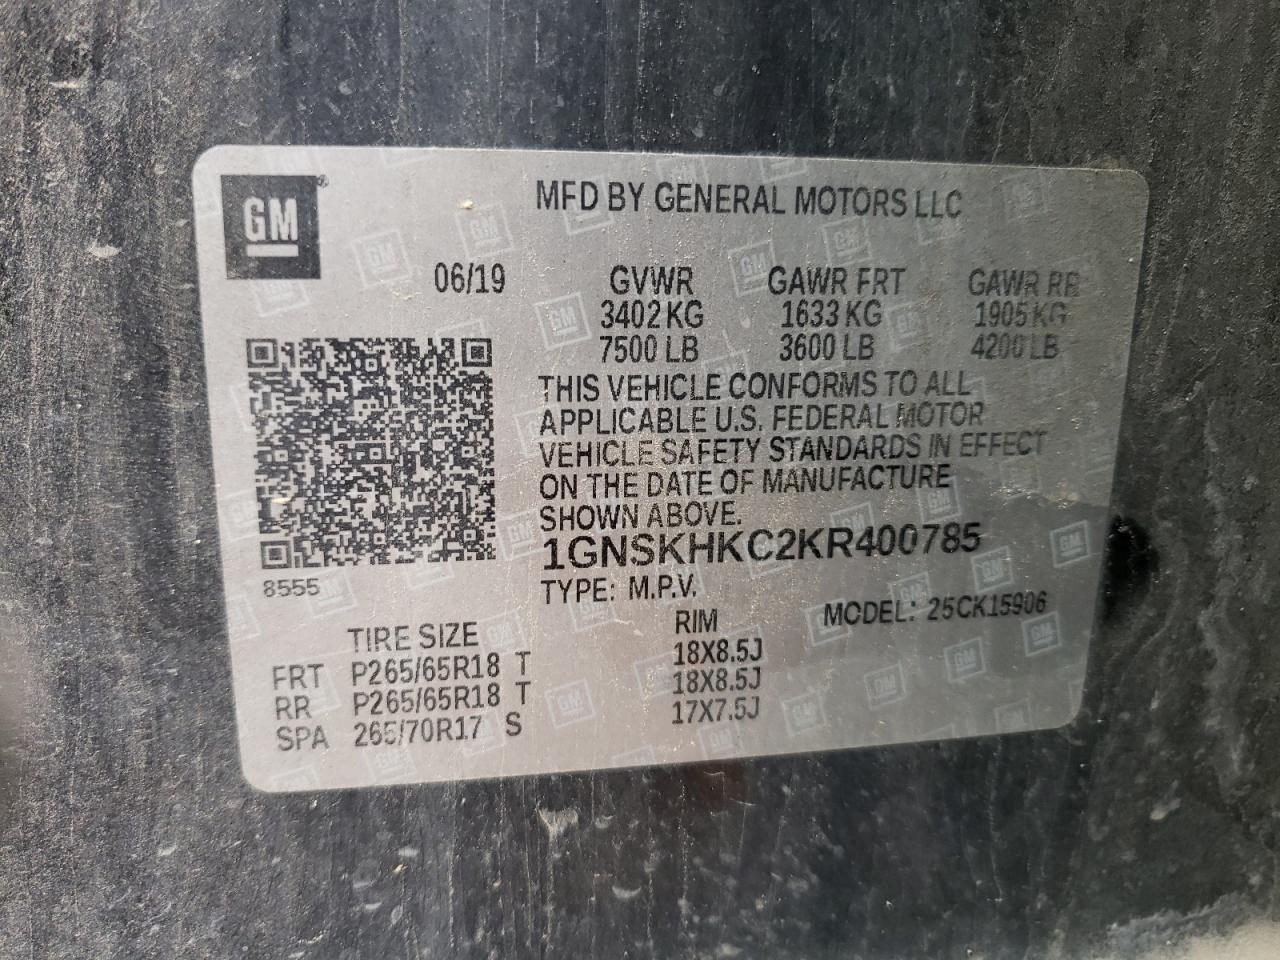 GM
MFD BY GENERAL MOTORS LLC
06/19 GVWR GAWR FRT GAWR RR
3402 KG 1633 KG 1905 KG
7500 LB 3600 LB 4200 LB
THIS VEHICLE CONFORMS TO ALL
APPLICABLE U.S. FEDERAL MOTOR
VEHICLE SAFETY STANDARDS IN EFFECT
ON THE DATE OF MANUFACTURE
SHOWN ABOVE.
1GNSKHKC2KR400785
8555
TYPE: M.P.V. MODEL: 25CK15906
TIRE SIZE RIM
FRT P265/65R18 T 18X8.5J
RR P265/65R18 T 18X8.5J
SPA 265/70R17 S 17X7.5J